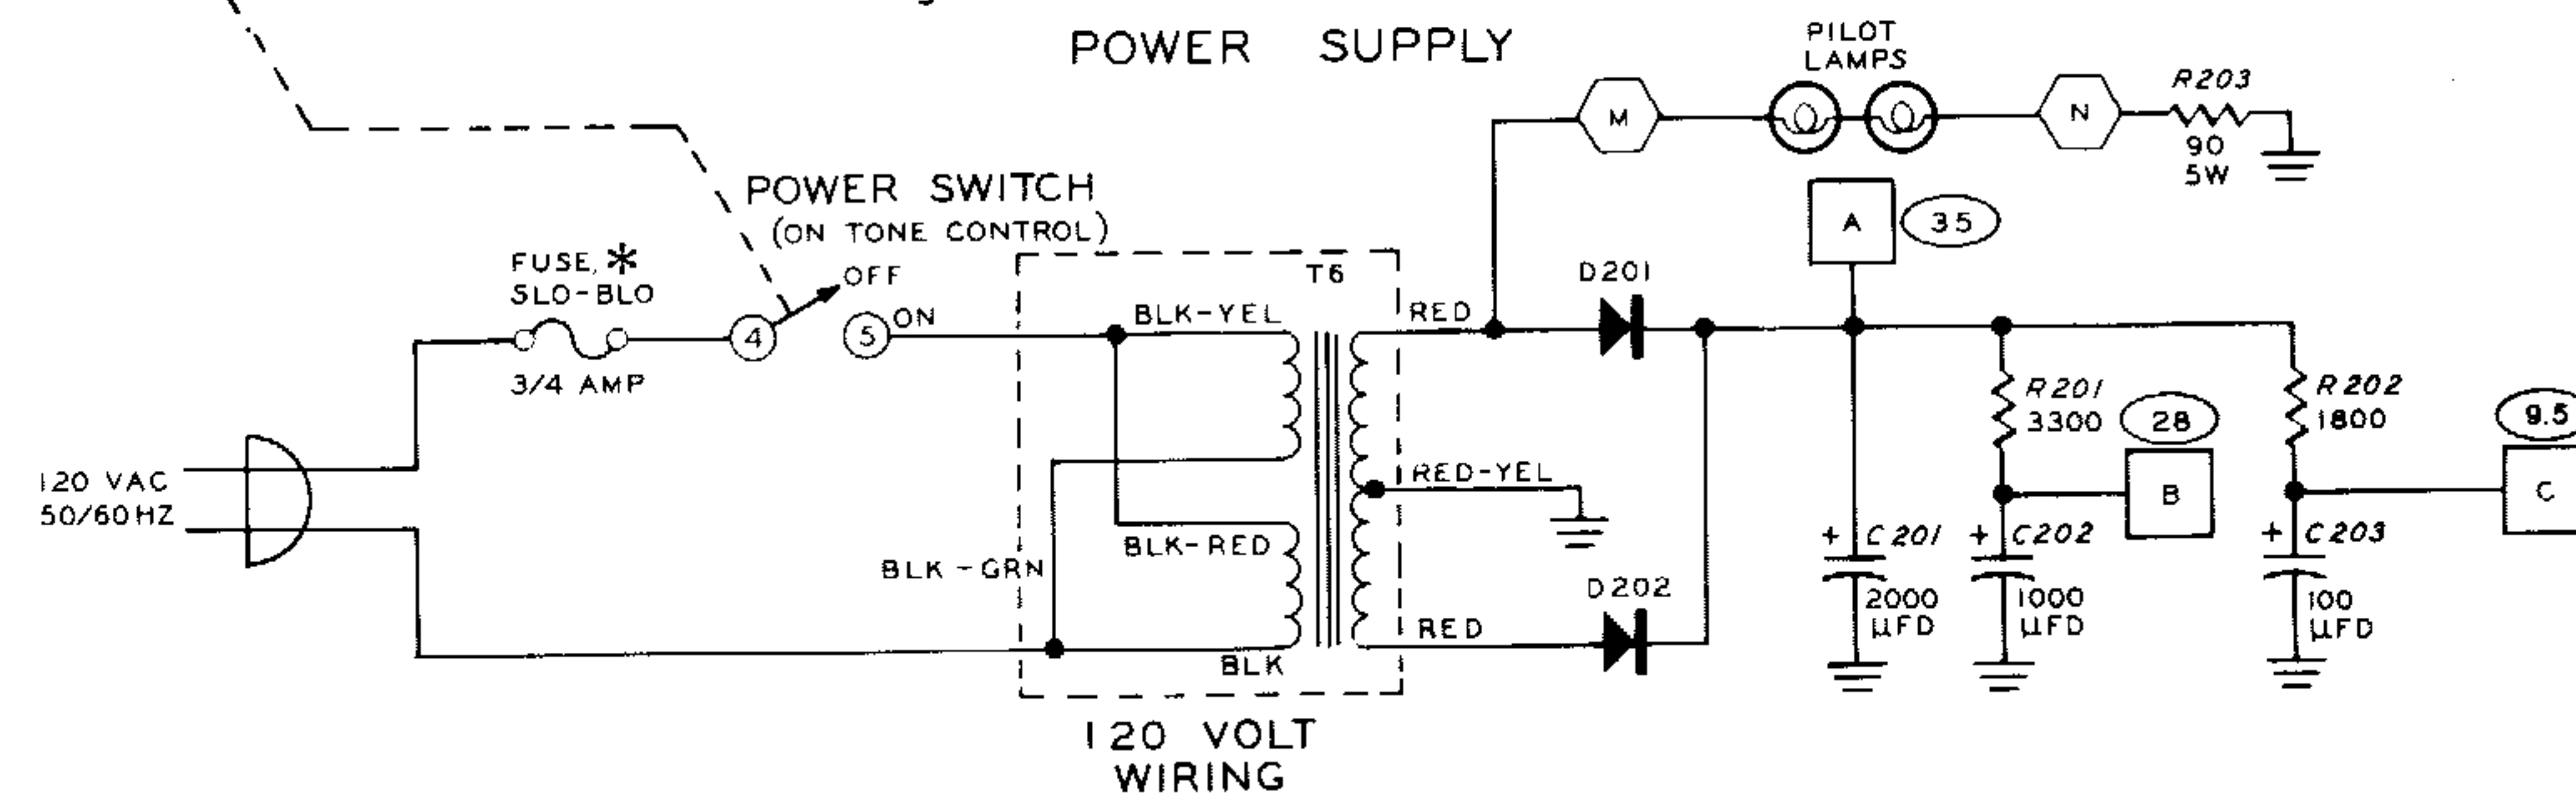 POWER SUPPLY
PILOT
LAMPS
M
N
R203
90
5W
A
35
POWER SWITCH
(ON TONE CONTROL)
OFF
ON
4
5
FUSE, *
SLO-BLO
3/4 AMP
120 VAC
50/60HZ
T6
BLK-YEL
BLK-RED
BLK-GRN
BLK
RED
RED-YEL
RED
D201
D202
R201
3300
28
B
R202
1800
9.5
C
+ C201
2000
µFD
+ C202
1000
µFD
+ C203
100
µFD
120 VOLT
WIRING